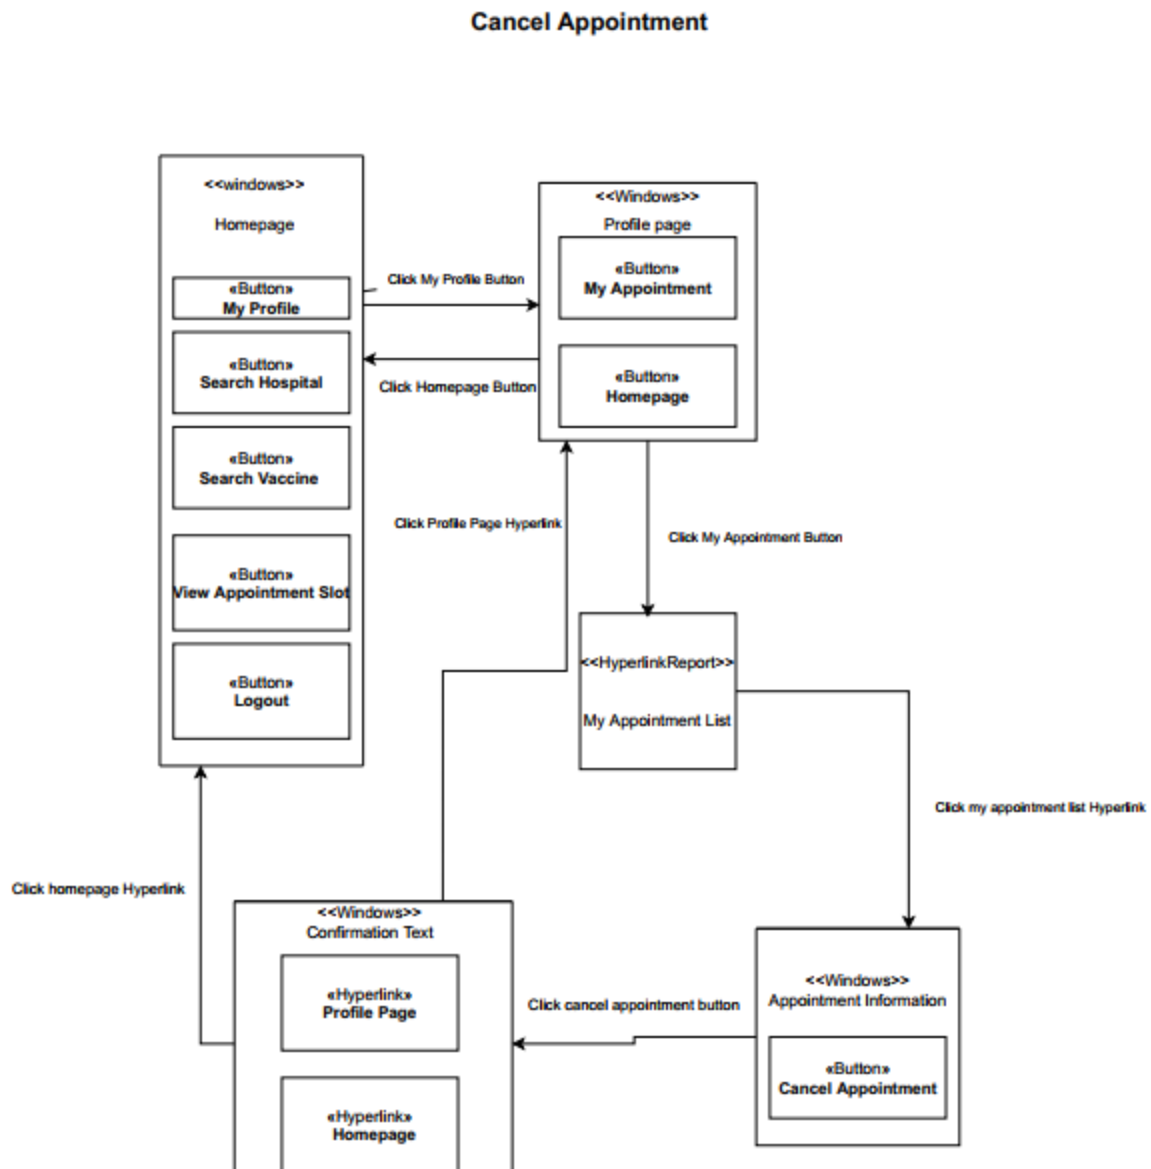 Cancel Appointment
<<windows>>
Homepage
«Button»
My Profile
«Button»
Search Hospital
«Button»
Search Vaccine
«Button»
View Appointment Slot
«Button»
Logout
Click My Profile Button
Click Homepage Button
<<Windows>>
Profile page
«Button»
My Appointment
«Button»
Homepage
Click Profile Page Hyperlink
Click My Appointment Button
<<HyperlinkReport>>
My Appointment List
Click my appointment list Hyperlink
Click homepage Hyperlink
<<Windows>>
Confirmation Text
«Hyperlink»
Profile Page
«Hyperlink»
Homepage
Click cancel appointment button
<<Windows>>
Appointment Information
«Button»
Cancel Appointment